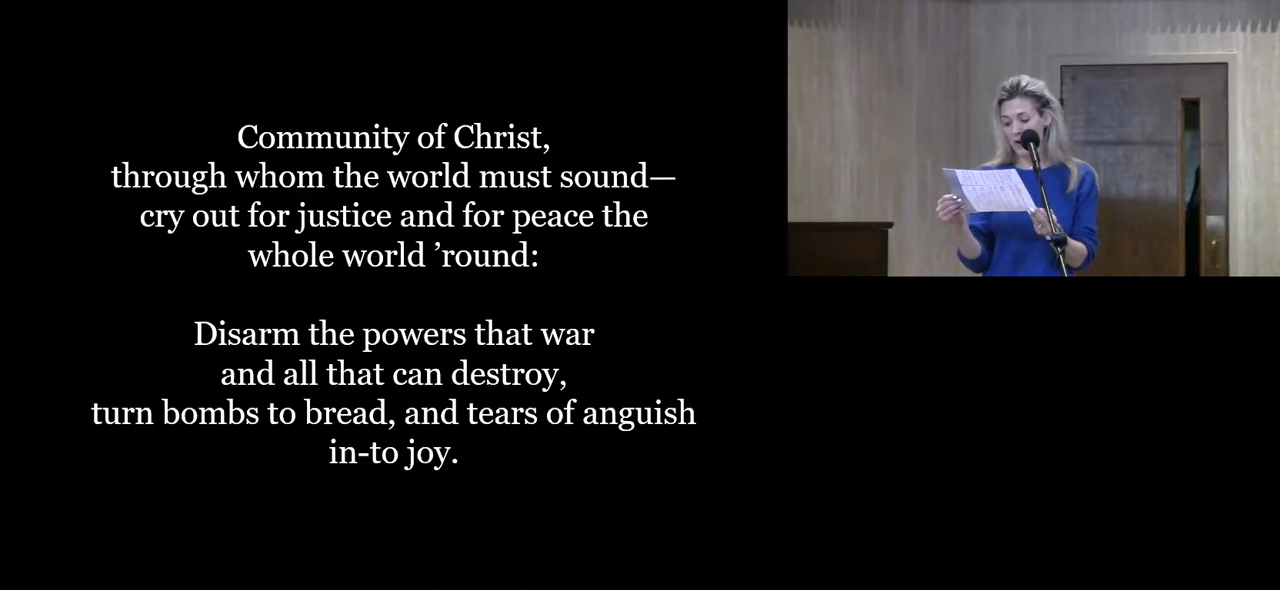 Community of Christ,
through whom the world must sound—
cry out for justice and for peace the
whole world ’round:
Disarm the powers that war
and all that can destroy,
turn bombs to bread, and tears of anguish
in-to joy.